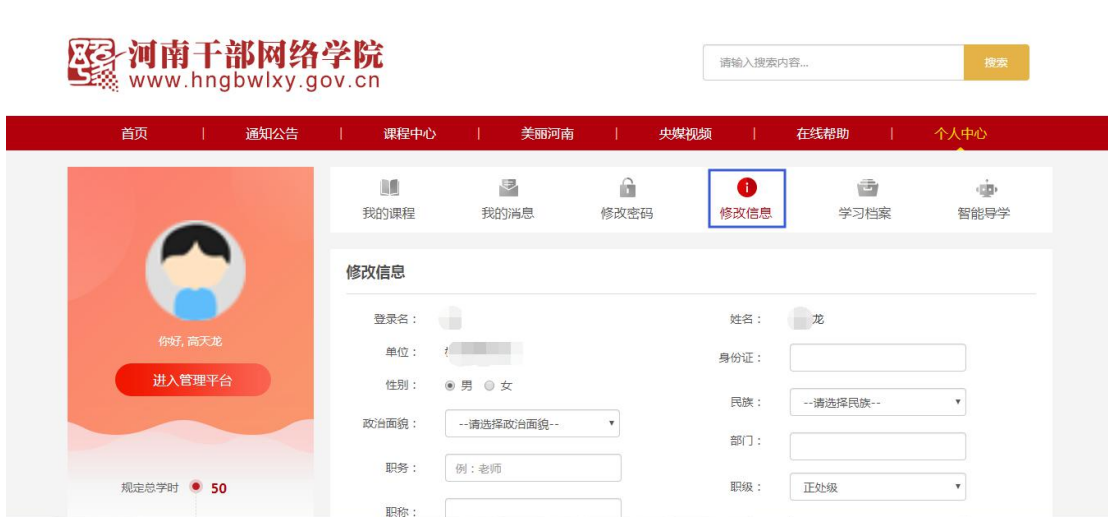 河南干部网络学院
www.hngbwlxy.gov.cn
请输入搜索内容... 搜索
首页 | 通知公告 | 课程中心 | 美丽河南 | 央媒视频 | 在线帮助 | 个人中心
我的课程 我的消息 修改密码 修改信息 学习档案 智能导学
修改信息
登录名： 姓名： 龙
你好, 高天龙
单位： 身份证：
进入管理平台
性别： 男 女
民族： --请选择民族--
政治面貌： --请选择政治面貌--
部门：
职务： 例：老师
规定总学时 50
职级： 正处级
职称：